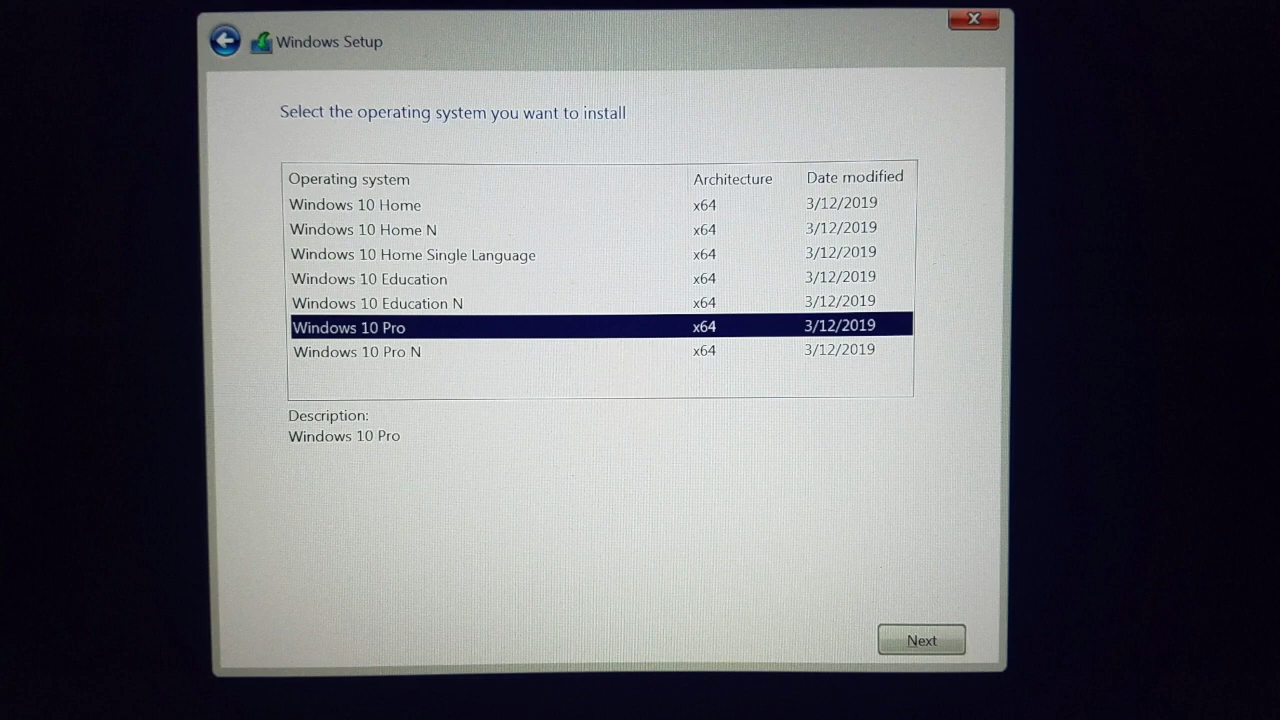 Windows Setup
Select the operating system you want to install
Operating system Architecture Date modified
Windows 10 Home x64 3/12/2019
Windows 10 Home N x64 3/12/2019
Windows 10 Home Single Language x64 3/12/2019
Windows 10 Education x64 3/12/2019
Windows 10 Education N x64 3/12/2019
Windows 10 Pro x64 3/12/2019
Windows 10 Pro N x64 3/12/2019
Description:
Windows 10 Pro
Next